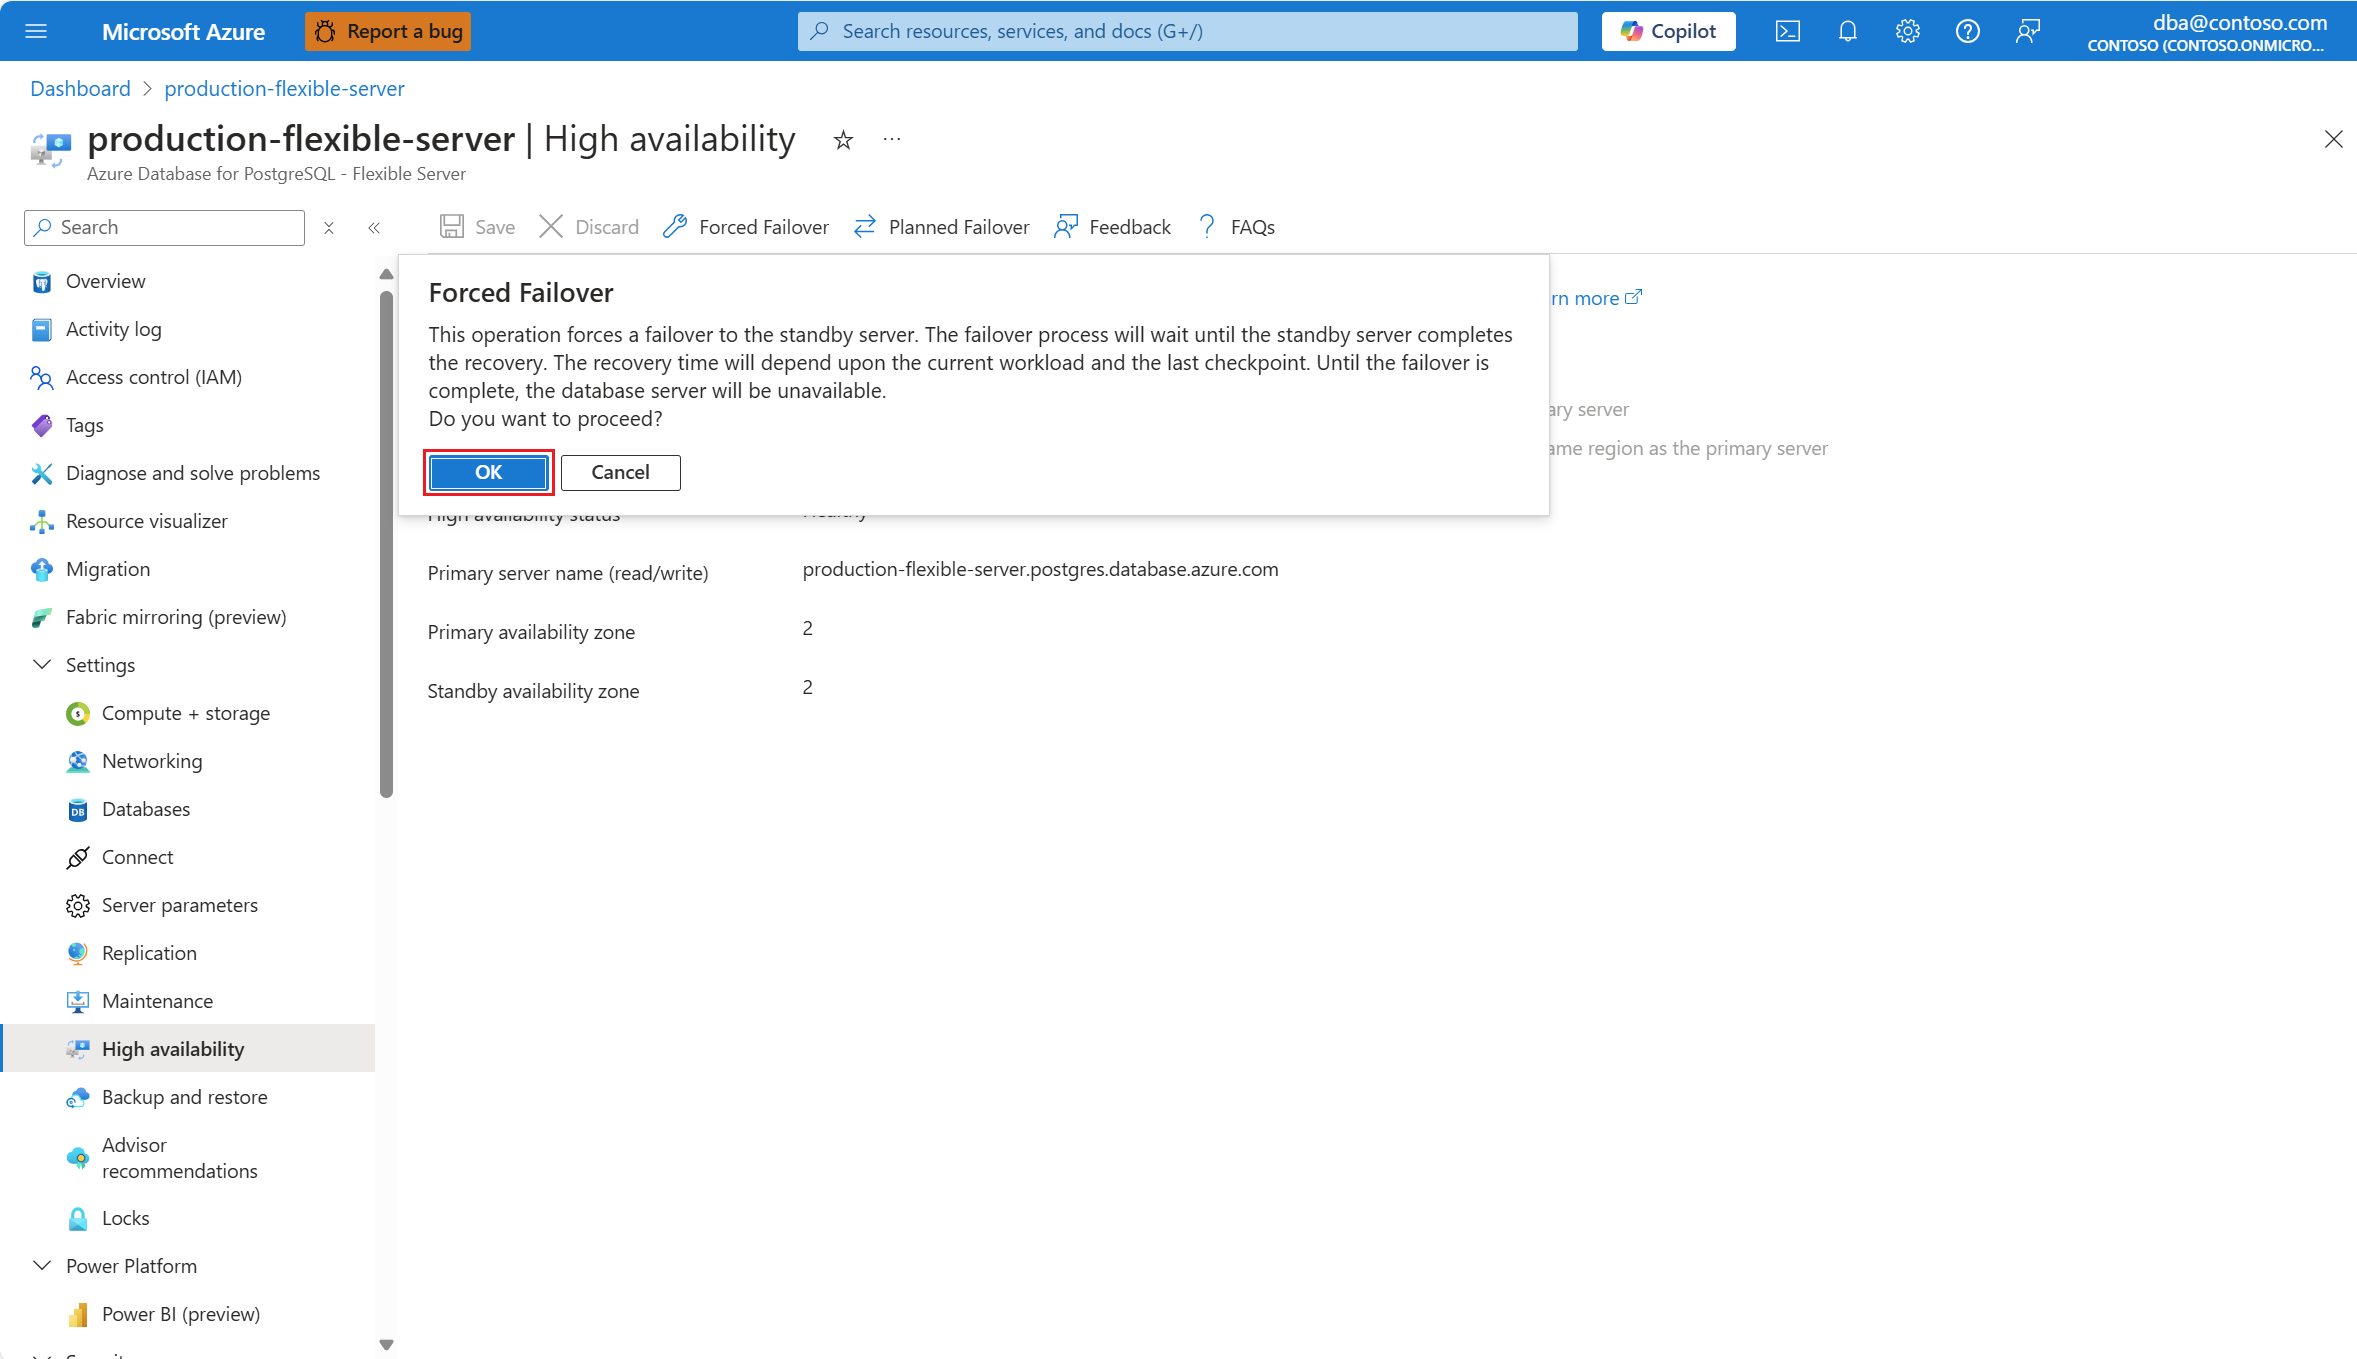 Microsoft Azure
Report a bug
Search resources, services, and docs (G+/)
Copilot
dba@contoso.com
CONTOSO (CONTOSO.ONMICRO...
Dashboard > production-flexible-server
production-flexible-server | High availability
Azure Database for PostgreSQL - Flexible Server
Search
Save
Discard
Forced Failover
Planned Failover
Feedback
FAQs
Overview
Activity log
Access control (IAM)
Tags
Diagnose and solve problems
Resource visualizer
Migration
Fabric mirroring (preview)
Settings
Compute + storage
Networking
Databases
Connect
Server parameters
Replication
Maintenance
High availability
Backup and restore
Advisor
recommendations
Locks
Power Platform
Power BI (preview)
Forced Failover
This operation forces a failover to the standby server. The failover process will wait until the standby server completes
the recovery. The recovery time will depend upon the current workload and the last checkpoint. Until the failover is
complete, the database server will be unavailable.
Do you want to proceed?
OK
Cancel
rn more
ary server
ame region as the primary server
High availability status
Healthy
Primary server name (read/write)
production-flexible-server.postgres.database.azure.com
Primary availability zone
2
Standby availability zone
2